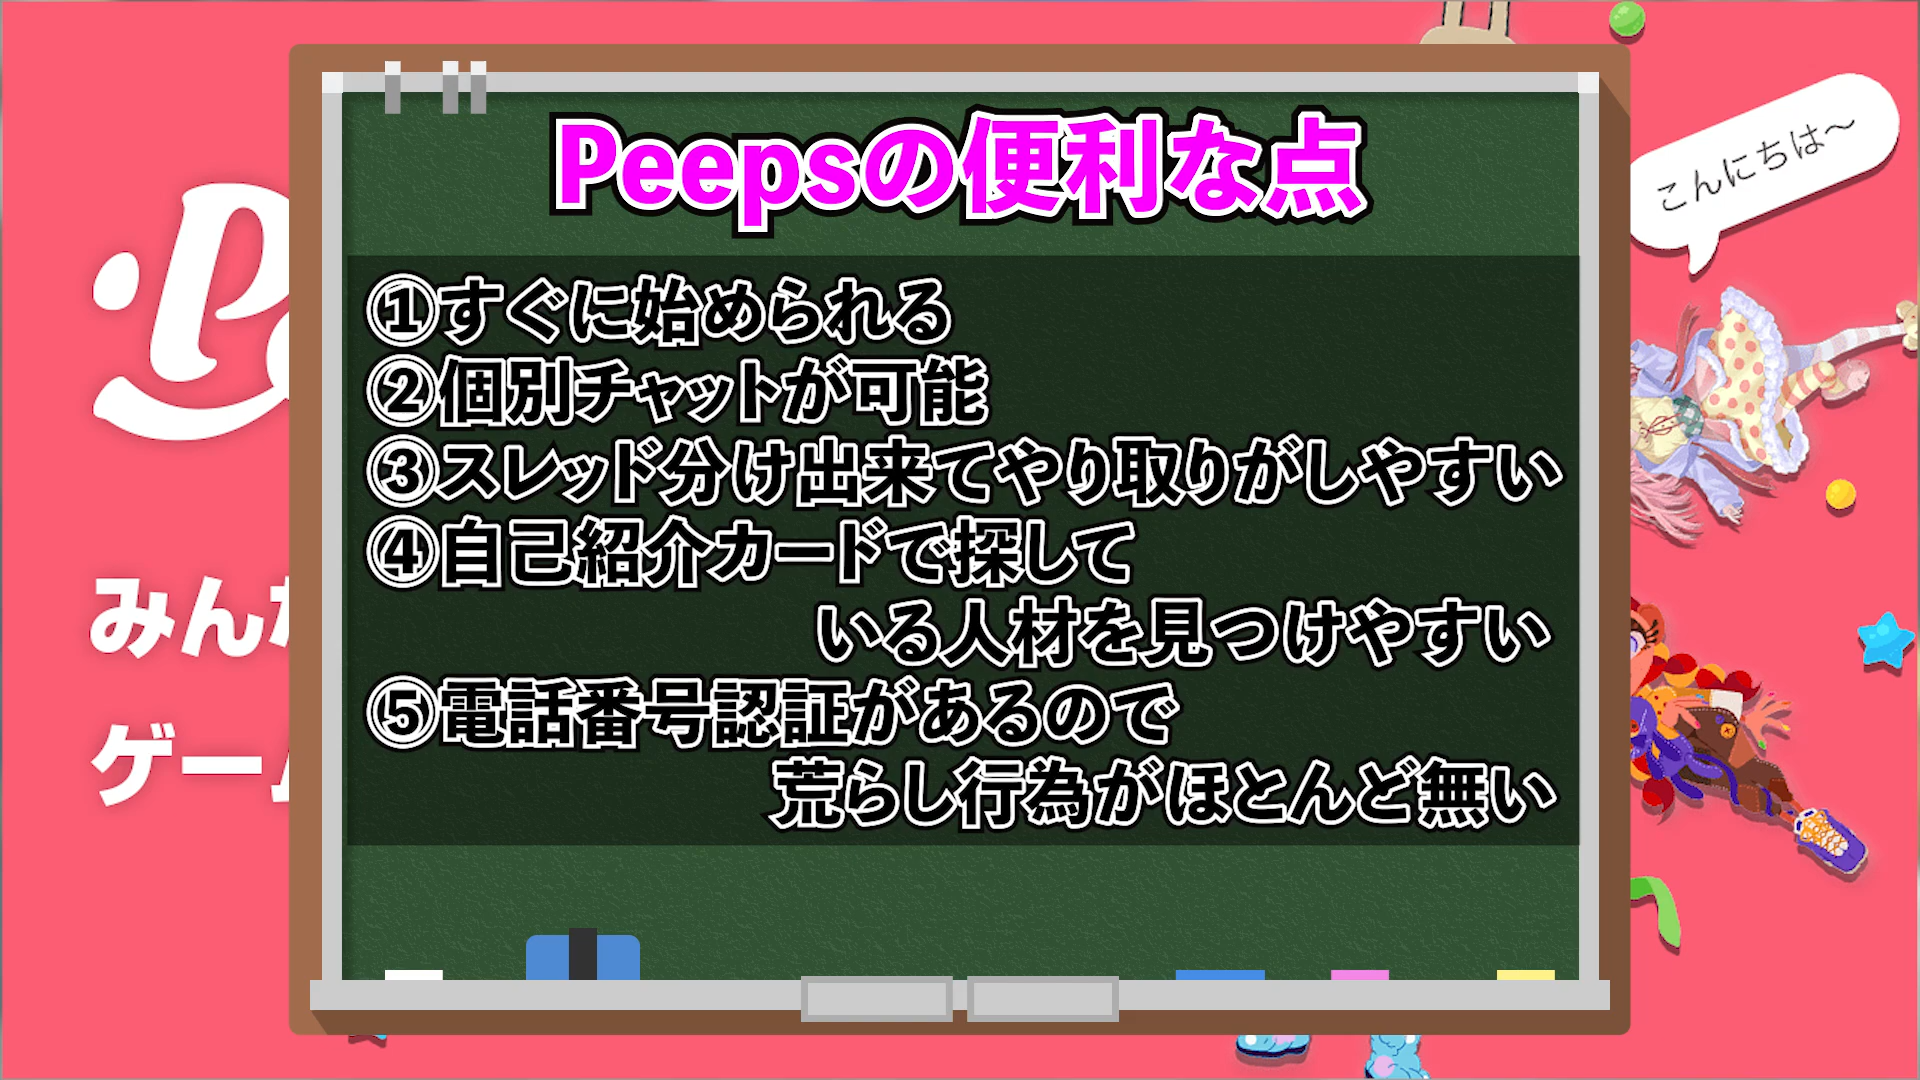 Peepsの便利な点
こんにちは〜
①すぐに始められる
②個別チャットが可能
③スレッド分け出来てやり取りがしやすい
④自己紹介カードで探して
いる人材を見つけやすい
⑤電話番号認証があるので
荒らし行為がほとんど無い
みん
ゲー